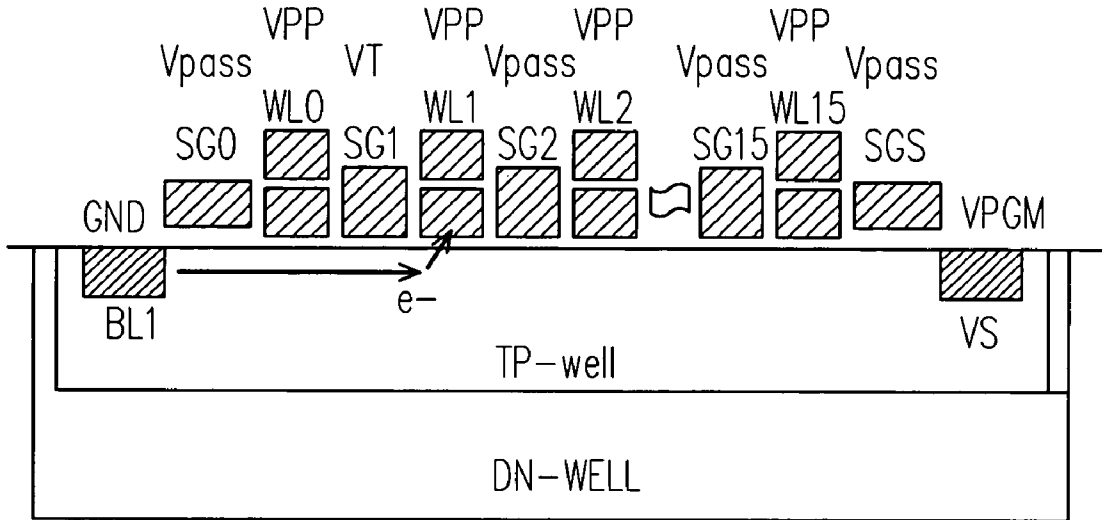 VPP VPP VPP VPP
Vpass VT Vpass Vpass Vpass
WL0 WL1 WL2 WL15
SG0 SG1 SG2 SG15 SGS
GND VPGM
e-
BL1 VS
TP-well
DN-WELL